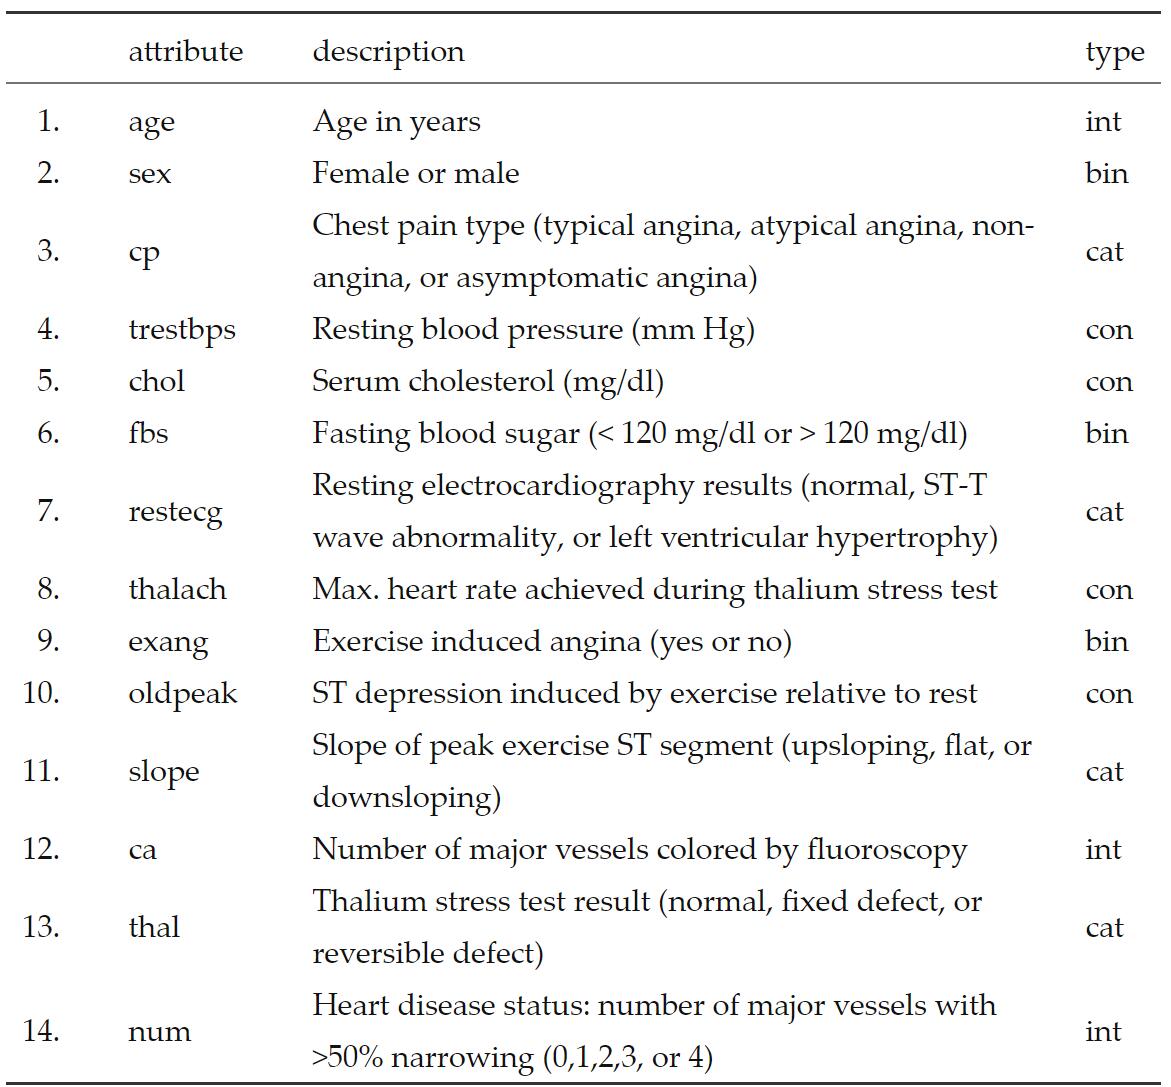 attribute description type
1. age Age in years int
2. sex Female or male bin
3. cp Chest pain type (typical angina, atypical angina, non-
angina, or asymptomatic angina) cat
4. trestbps Resting blood pressure (mm Hg) con
5. chol Serum cholesterol (mg/dl) con
6. fbs Fasting blood sugar (< 120 mg/dl or > 120 mg/dl) bin
7. restecg Resting electrocardiography results (normal, ST-T
wave abnormality, or left ventricular hypertrophy) cat
8. thalach Max. heart rate achieved during thalium stress test con
9. exang Exercise induced angina (yes or no) bin
10. oldpeak ST depression induced by exercise relative to rest con
11. slope Slope of peak exercise ST segment (upsloping, flat, or
downsloping) cat
12. ca Number of major vessels colored by fluoroscopy int
13. thal Thalium stress test result (normal, fixed defect, or
reversible defect) cat
14. num Heart disease status: number of major vessels with
>50% narrowing (0,1,2,3, or 4) int